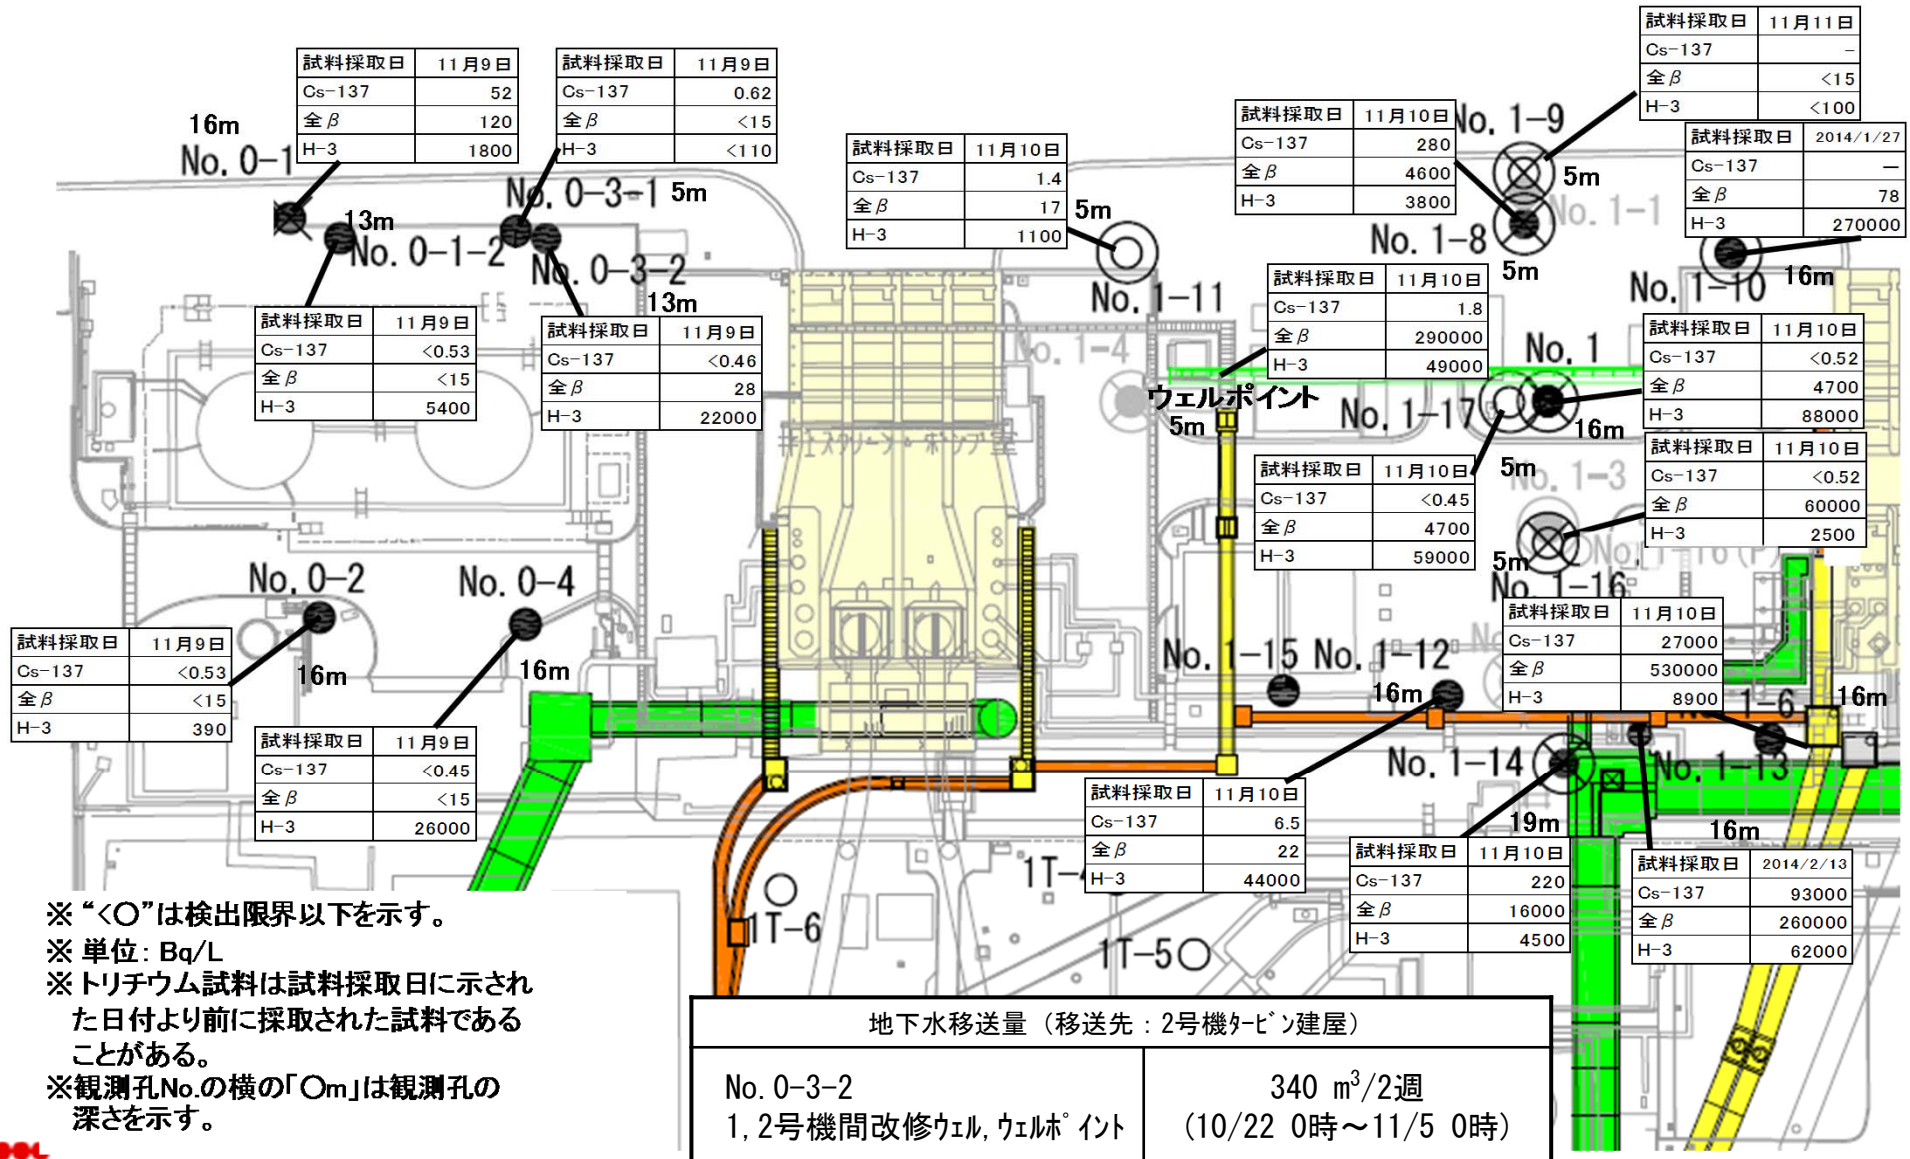 試料採取日 11月9日
Cs-137 52
全β 120
H-3 1800
試料採取日 11月9日
Cs-137 0.62
全β <15
H-3 <110
試料採取日 11月10日
Cs-137 1.4
全β 17
H-3 1100
試料採取日 11月10日
Cs-137 280
全β 4600
H-3 3800
試料採取日 11月11日
Cs-137 -
全β <15
H-3 <100
試料採取日 2014/1/27
Cs-137 —
全β 78
H-3 270000
16m
No. 0-1
13m
No. 0-1-2
No. 0-3-1 5m
No. 0-3-2
13m
5m
No. 1-11
No. 1-9
5m
No. 1-1
No. 1-8
5m
No. 1-10
16m
試料採取日 11月9日
Cs-137 <0.53
全β <15
H-3 5400
試料採取日 11月9日
Cs-137 <0.46
全β 28
H-3 22000
試料採取日 11月10日
Cs-137 1.8
全β 290000
H-3 49000
試料採取日 11月10日
Cs-137 <0.52
全β 4700
H-3 88000
No. 1-4
ウェルポイント
5m
No. 1
No. 1-17
16m
5m
No. 1-3
試料採取日 11月10日
Cs-137 <0.45
全β 4700
H-3 59000
試料採取日 11月10日
Cs-137 <0.52
全β 60000
H-3 2500
5m
No. 1-16(P)
No. 1-16
No. 0-2
16m
No. 0-4
16m
No. 1-15
No. 1-12
16m
試料採取日 11月10日
Cs-137 27000
全β 530000
H-3 8900
16m
No. 1-6
試料採取日 11月9日
Cs-137 <0.53
全β <15
H-3 390
試料採取日 11月9日
Cs-137 <0.45
全β <15
H-3 26000
試料採取日 11月10日
Cs-137 6.5
全β 22
H-3 44000
No. 1-14
19m
No. 1-13
16m
試料採取日 11月10日
Cs-137 220
全β 16000
H-3 4500
試料採取日 2014/2/13
Cs-137 93000
全β 260000
H-3 62000
1T-6
1T-4
1T-5
※ “<〇”は検出限界以下を示す。
※ 単位: Bq/L
※ トリチウム試料は試料採取日に示され
た日付より前に採取された試料である
ことがある。
※観測孔No.の横の「〇m」は観測孔の
深さを示す。
地下水移送量 (移送先:2号機タービン建屋)
No. 0-3-2
1, 2号機間改修ウェル, ウェルポイント
340 m³/2週
(10/22 0時~11/5 0時)